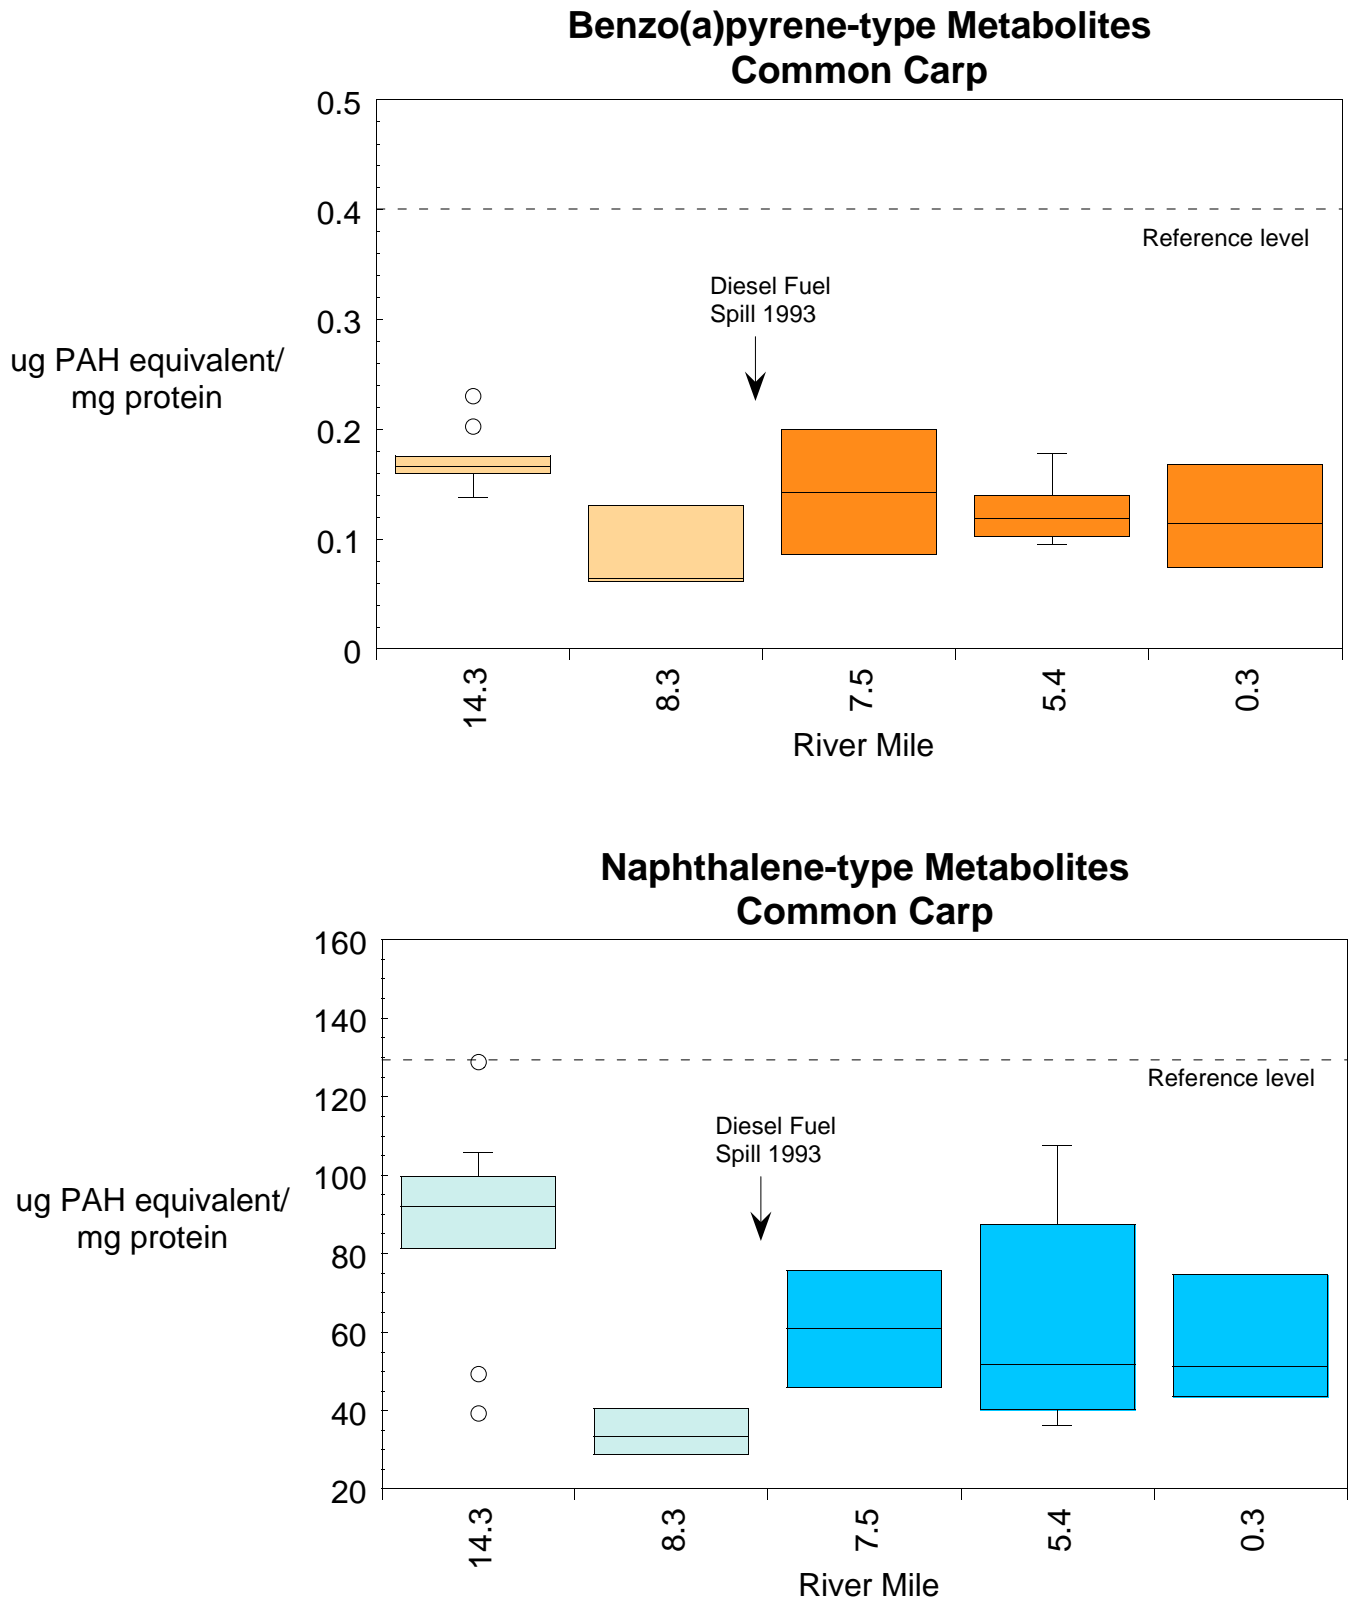 Benzo(a)pyrene-type Metabolites
Common Carp
0.5
0.4
Reference level
Diesel Fuel
Spill 1993
0.3
ug PAH equivalent/
mg protein
0.2
0.1
0
14.3
8.3
7.5
5.4
0.3
River Mile
Naphthalene-type Metabolites
Common Carp
160
140
Reference level
120
Diesel Fuel
Spill 1993
100
ug PAH equivalent/
mg protein
80
60
40
20
14.3
8.3
7.5
5.4
0.3
River Mile